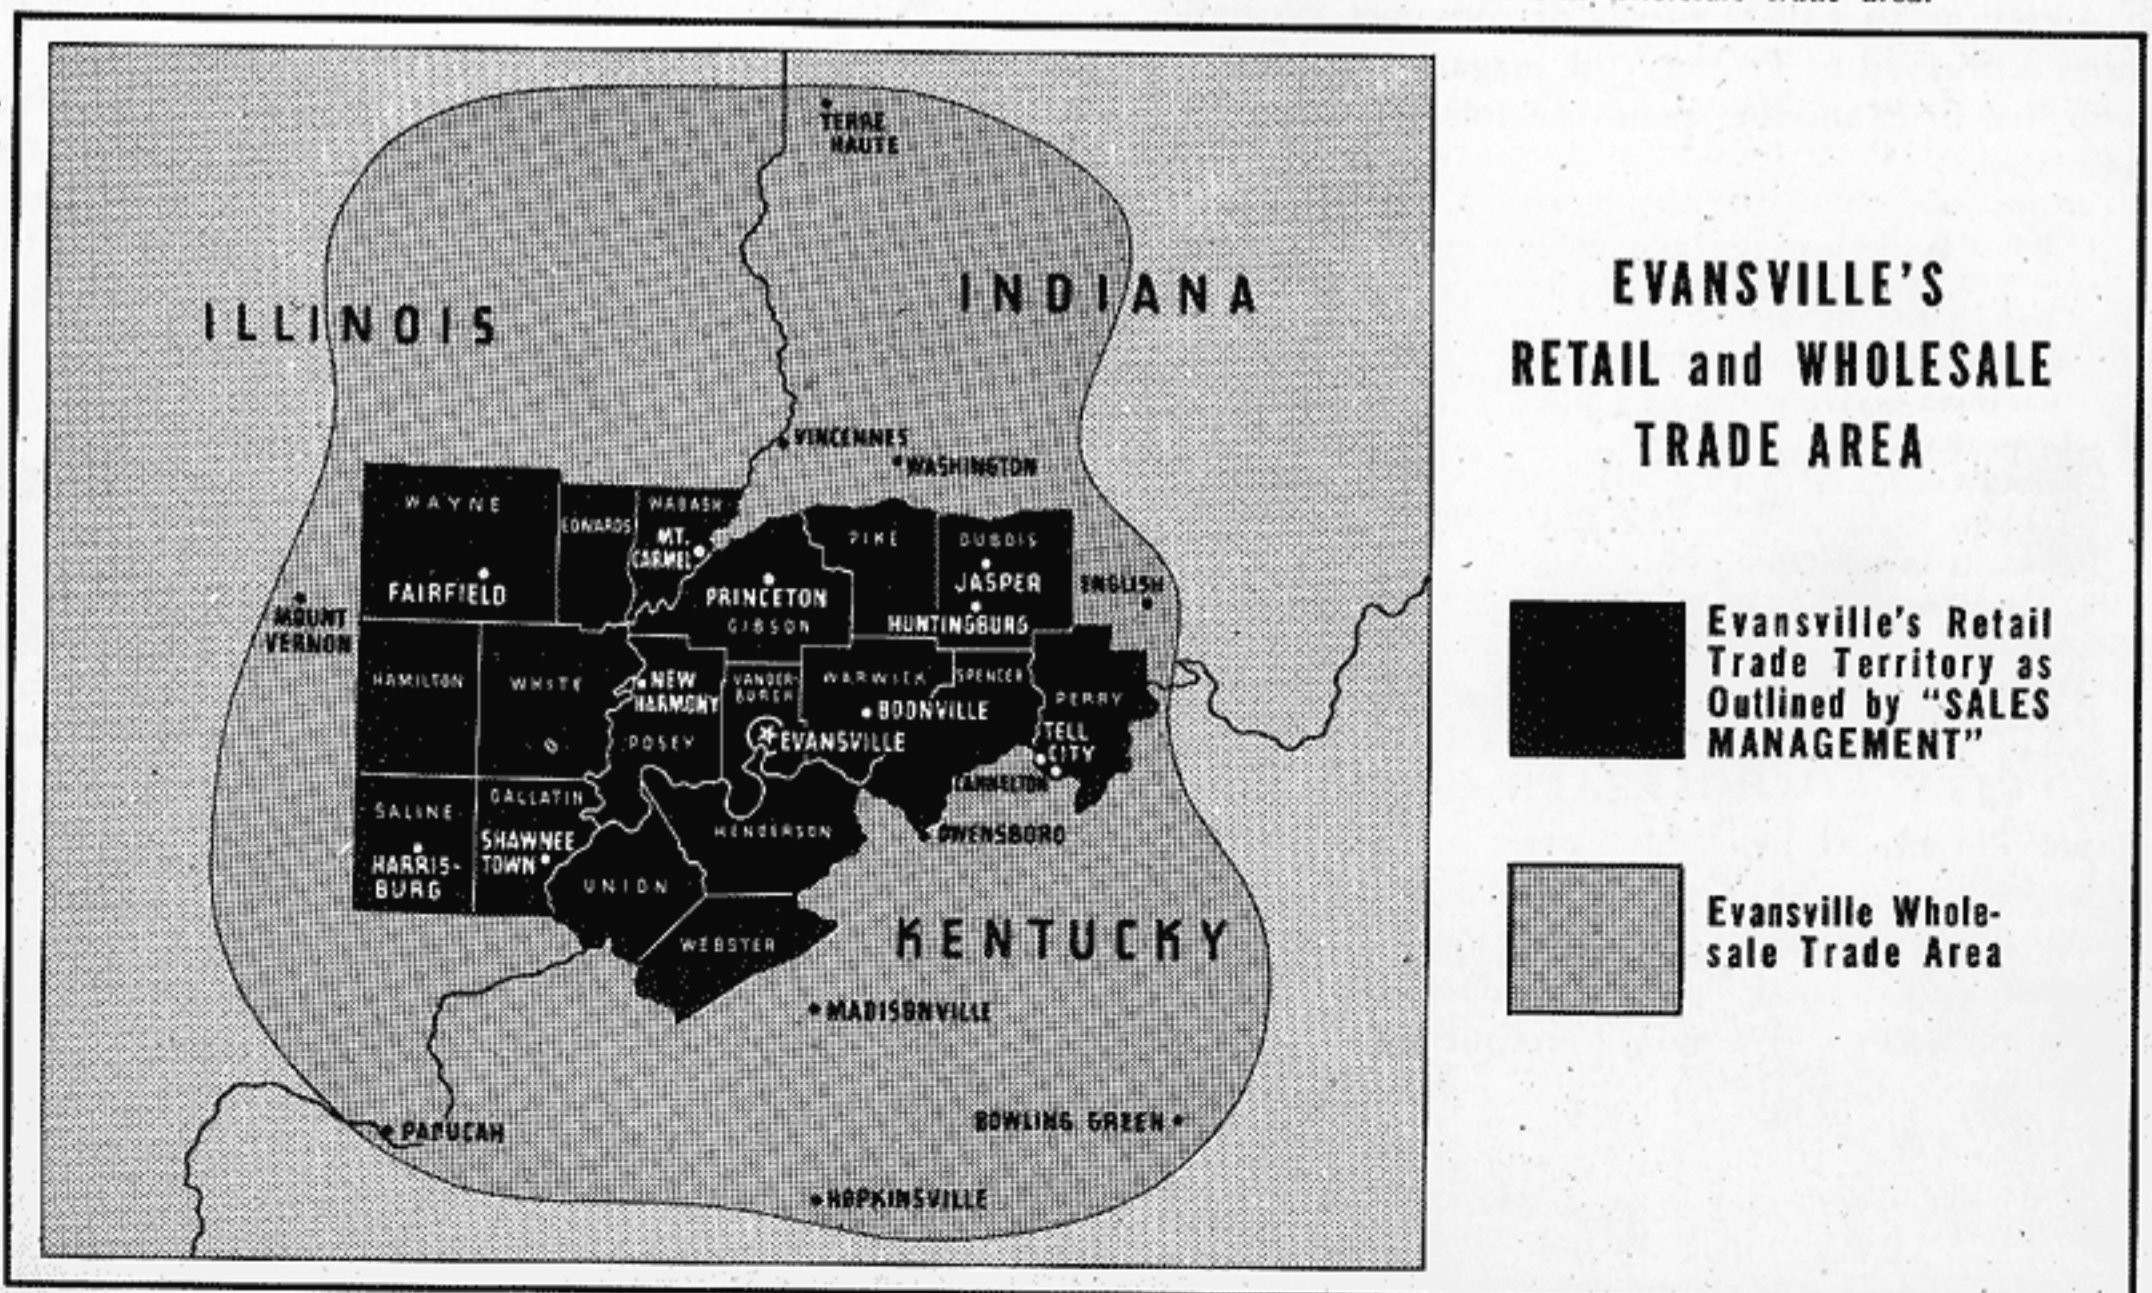 trade area.
TERRE
HAUTE
ILLINOIS
INDIANA
VINCENNES
WASHINGTON
WAYNE
EDWARDS
WABASH
MT.
CARMEL
FAIRFIELD
PRINCETON
GIBSON
PIKE
DUBOIS
JASPER
HUNTINGBURG
ENGLISH
MOUNT
VERNON
HAMILTON
WHITE
NEW
HARMONY
POSEY
VANDER-
BURGH
EVANSVILLE
WARWICK
BOONVILLE
SPENCER
PERRY
TELL
CITY
CANNELTON
SALINE
HARRIS-
BURG
GALLATIN
SHAWNEE
TOWN
UNION
HENDERSON
WEBSTER
OWENSBORO
KENTUCKY
MADISONVILLE
PADUCAH
BOWLING GREEN
HOPKINSVILLE
EVANSVILLE'S
RETAIL and WHOLESALE
TRADE AREA
Evansville's Retail
Trade Territory as
Outlined by "SALES
MANAGEMENT"
Evansville Whole-
sale Trade Area